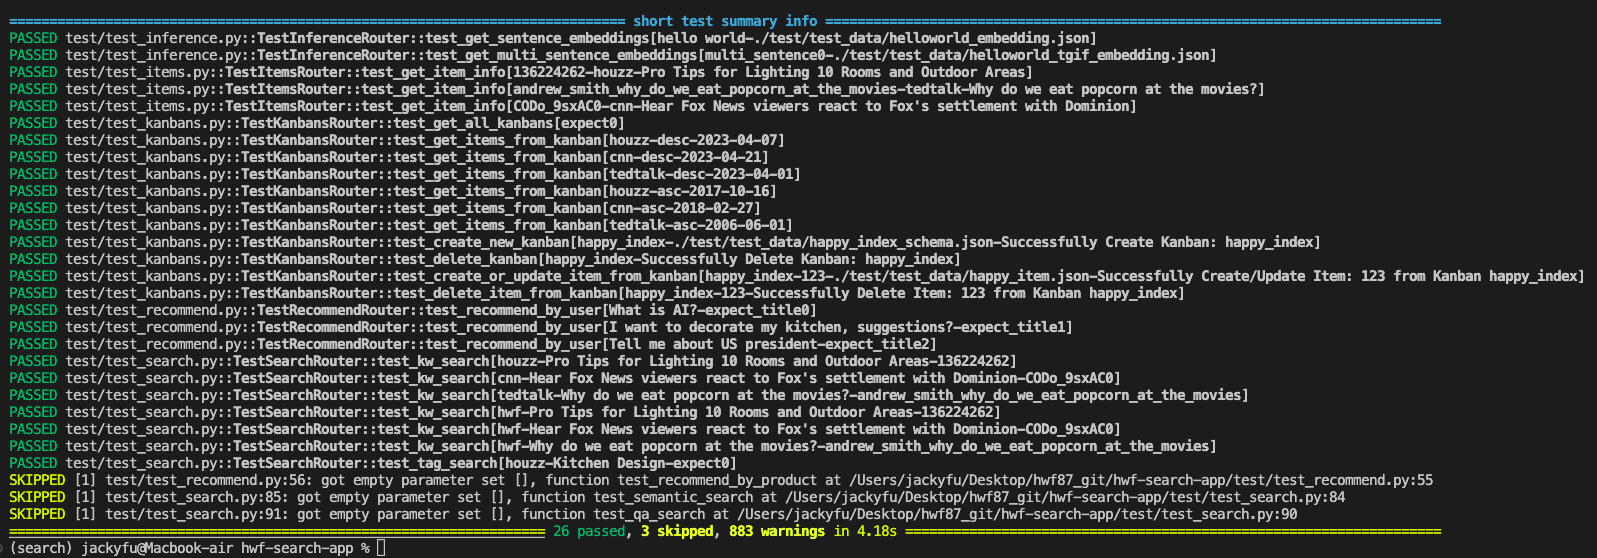 short test summary info
PASSED test/test_inference.py::TestInferenceRouter::test_get_sentence_embeddings[hello world-./test/test_data/helloworld_embedding.json]
PASSED test/test_inference.py::TestInferenceRouter::test_get_multi_sentence_embeddings[multi_sentence0-./test/test_data/helloworld_tgif_embedding.json]
PASSED test/test_items.py::TestItemsRouter::test_get_item_info[136224262-houzz-Pro Tips for Lighting 10 Rooms and Outdoor Areas]
PASSED test/test_items.py::TestItemsRouter::test_get_item_info[andrew_smith_why_do_we_eat_popcorn_at_the_movies-tedtalk-Why do we eat popcorn at the movies?]
PASSED test/test_items.py::TestItemsRouter::test_get_item_info[CODo_9sxAC0-cnn-Hear Fox News viewers react to Fox's settlement with Dominion]
PASSED test/test_kanbans.py::TestKanbansRouter::test_get_all_kanbans[expect0]
PASSED test/test_kanbans.py::TestKanbansRouter::test_get_items_from_kanban[houzz-desc-2023-04-07]
PASSED test/test_kanbans.py::TestKanbansRouter::test_get_items_from_kanban[cnn-desc-2023-04-21]
PASSED test/test_kanbans.py::TestKanbansRouter::test_get_items_from_kanban[tedtalk-desc-2023-04-01]
PASSED test/test_kanbans.py::TestKanbansRouter::test_get_items_from_kanban[houzz-asc-2017-10-16]
PASSED test/test_kanbans.py::TestKanbansRouter::test_get_items_from_kanban[cnn-asc-2018-02-27]
PASSED test/test_kanbans.py::TestKanbansRouter::test_get_items_from_kanban[tedtalk-asc-2006-06-01]
PASSED test/test_kanbans.py::TestKanbansRouter::test_create_new_kanban[happy_index-./test/test_data/happy_index_schema.json-Successfully Create Kanban: happy_index]
PASSED test/test_kanbans.py::TestKanbansRouter::test_delete_kanban[happy_index-Successfully Delete Kanban: happy_index]
PASSED test/test_kanbans.py::TestKanbansRouter::test_create_or_update_item_from_kanban[happy_index-123-./test/test_data/happy_item.json-Successfully Create/Update Item: 123 from Kanban happy_index]
PASSED test/test_kanbans.py::TestKanbansRouter::test_delete_item_from_kanban[happy_index-123-Successfully Delete Item: 123 from Kanban happy_index]
PASSED test/test_recommend.py::TestRecommendRouter::test_recommend_by_user[What is AI?-expect_title0]
PASSED test/test_recommend.py::TestRecommendRouter::test_recommend_by_user[I want to decorate my kitchen, suggestions?-expect_title1]
PASSED test/test_recommend.py::TestRecommendRouter::test_recommend_by_user[Tell me about US president-expect_title2]
PASSED test/test_search.py::TestSearchRouter::test_kw_search[houzz-Pro Tips for Lighting 10 Rooms and Outdoor Areas-136224262]
PASSED test/test_search.py::TestSearchRouter::test_kw_search[cnn-Hear Fox News viewers react to Fox's settlement with Dominion-CODo_9sxAC0]
PASSED test/test_search.py::TestSearchRouter::test_kw_search[tedtalk-Why do we eat popcorn at the movies?-andrew_smith_why_do_we_eat_popcorn_at_the_movies]
PASSED test/test_search.py::TestSearchRouter::test_kw_search[hwf-Pro Tips for Lighting 10 Rooms and Outdoor Areas-136224262]
PASSED test/test_search.py::TestSearchRouter::test_kw_search[hwf-Hear Fox News viewers react to Fox's settlement with Dominion-CODo_9sxAC0]
PASSED test/test_search.py::TestSearchRouter::test_kw_search[hwf-Why do we eat popcorn at the movies?-andrew_smith_why_do_we_eat_popcorn_at_the_movies]
PASSED test/test_search.py::TestSearchRouter::test_tag_search[houzz-Kitchen Design-expect0]
SKIPPED [1] test/test_recommend.py:56: got empty parameter set [], function test_recommend_by_product at /Users/jackyfu/Desktop/hwf87_git/hwf-search-app/test/test_recommend.py:55
SKIPPED [1] test/test_search.py:85: got empty parameter set [], function test_semantic_search at /Users/jackyfu/Desktop/hwf87_git/hwf-search-app/test/test_search.py:84
SKIPPED [1] test/test_search.py:91: got empty parameter set [], function test_qa_search at /Users/jackyfu/Desktop/hwf87_git/hwf-search-app/test/test_search.py:90
26 passed, 3 skipped, 883 warnings in 4.18s
(search) jackyfu@Macbook-air hwf-search-app %